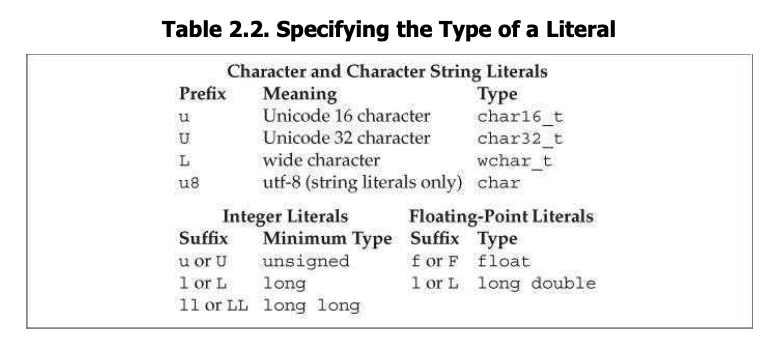 Table 2.2. Specifying the Type of a Literal
Character and Character String Literals
Prefix Meaning Type
u Unicode 16 character char16_t
U Unicode 32 character char32_t
L wide character wchar_t
u8 utf-8 (string literals only) char
Integer Literals Floating-Point Literals
Suffix Minimum Type Suffix Type
u or U unsigned f or F float
l or L long l or L long double
ll or LL long long